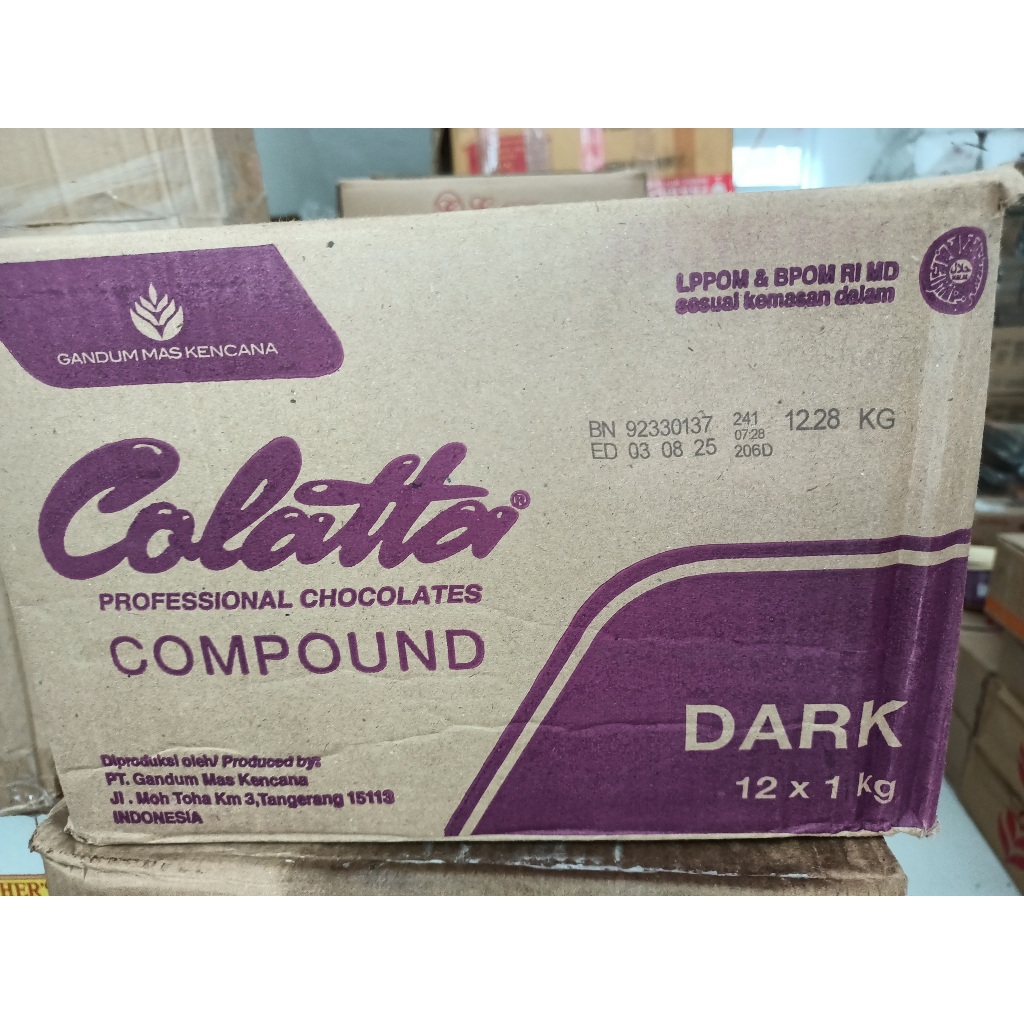 GANDUM MAS KENCANA
LPPOM & BPOM RI MD
sesuai kemasan dalam
BN 92330137 241 12.28 KG
07:28
ED 03 08 25 206D
Colatta®
PROFESSIONAL CHOCOLATES
COMPOUND
DARK
12 x 1 kg
Diproduksi oleh/ Produced by:
PT. Gandum Mas Kencana
Jl . Moh Toha Km 3,Tangerang 15113
INDONESIA
HER'S